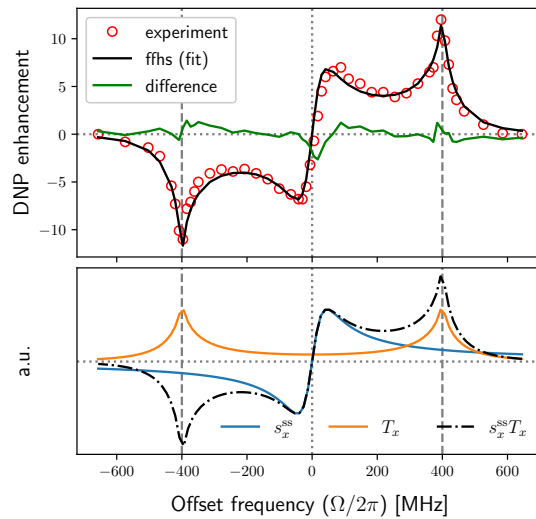 experiment
ffhs (fit)
difference
10
5
0
−5
−10
DNP enhancement
a.u.
s_x^ss T_x s_x^ss T_x
−600 −400 −200 0 200 400 600
Offset frequency (Ω/2π) [MHz]